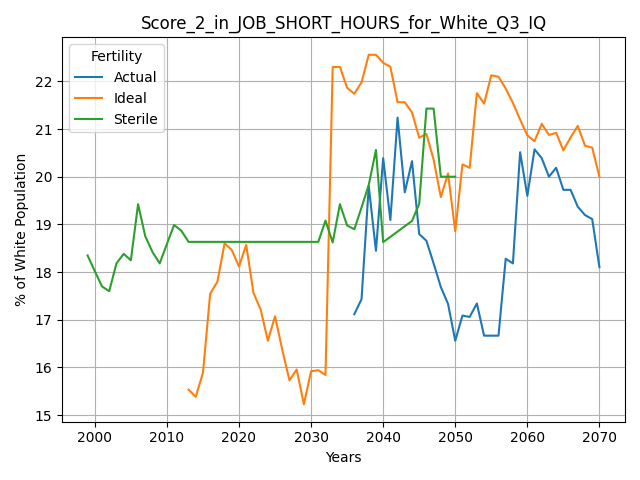 Score_2_in_JOB_SHORT_HOURS_for_White_Q3_IQ
Fertility
Actual
Ideal
Sterile
% of White Population
22
21
20
19
18
17
16
15
2000 2010 2020 2030 2040 2050 2060 2070
Years